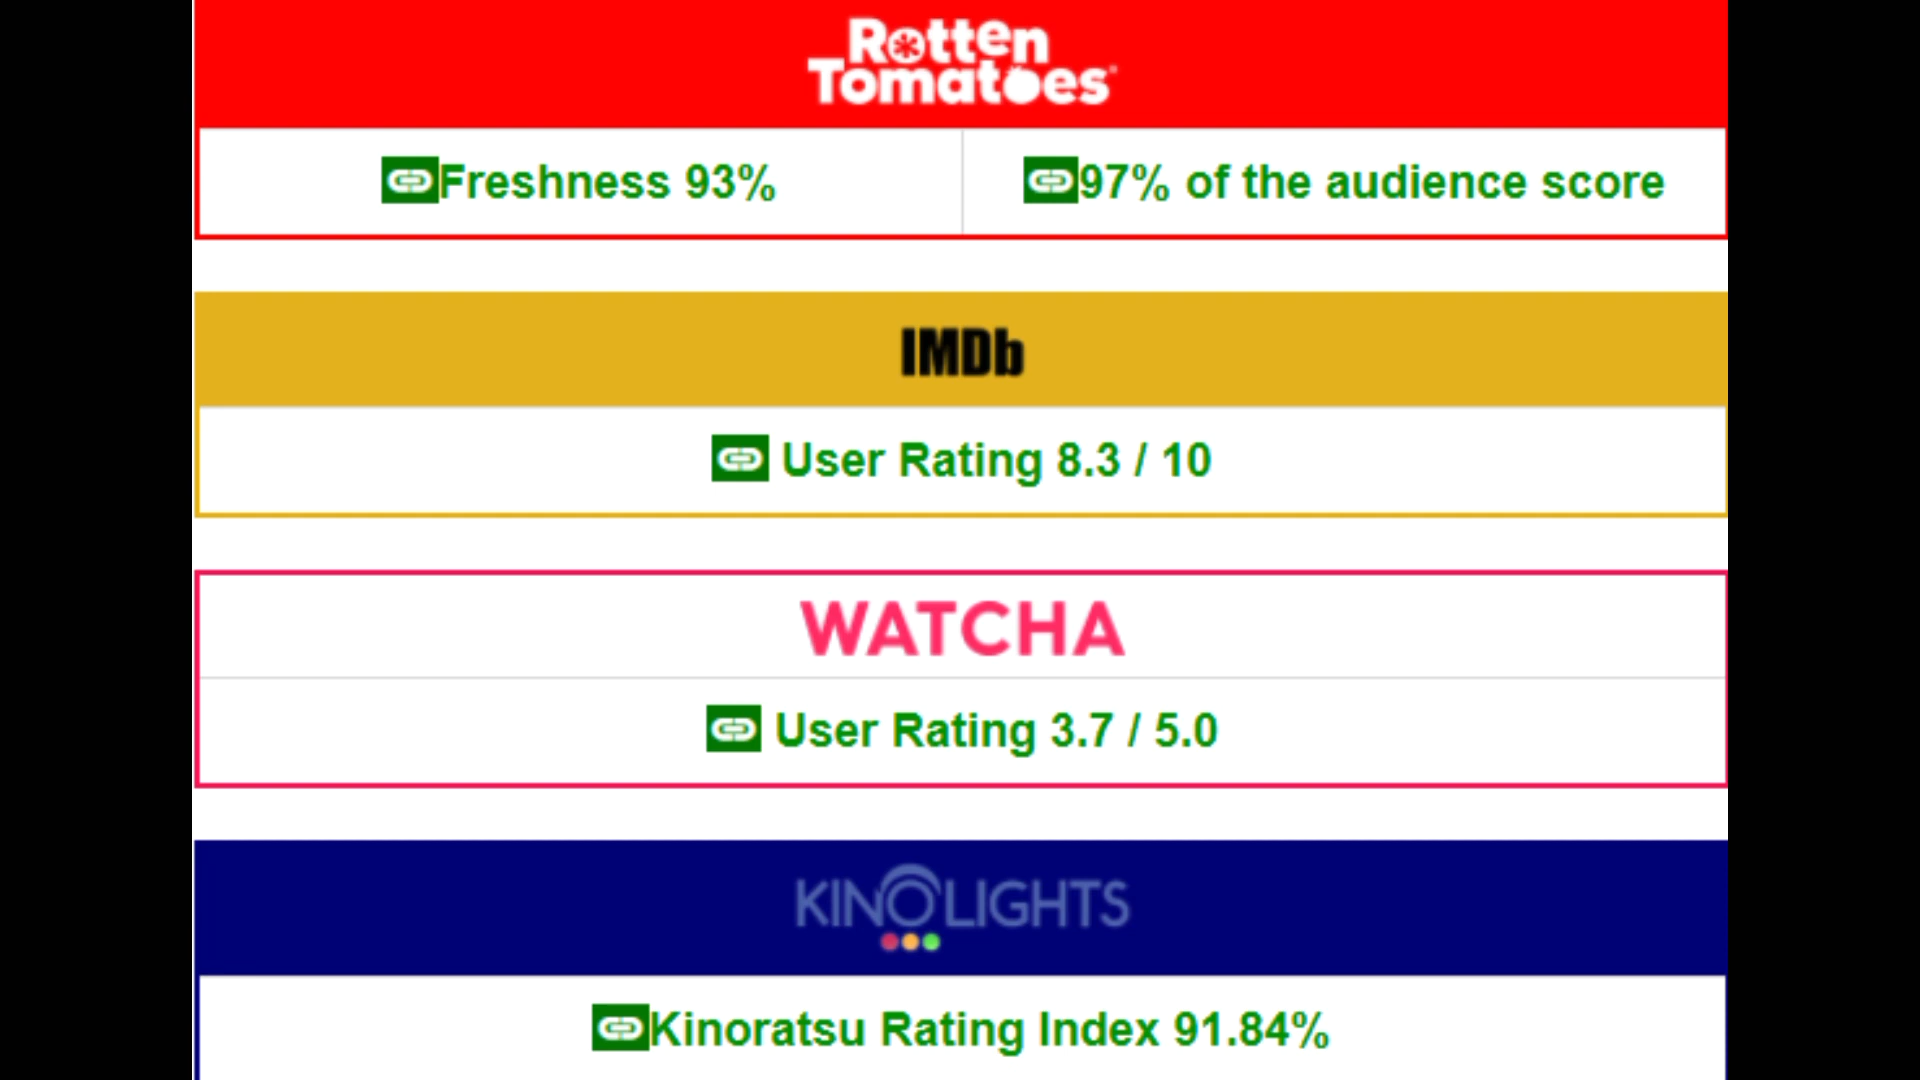 Rotten
Tomatoes
Freshness 93%
97% of the audience score
IMDb
User Rating 8.3 / 10
WATCHA
User Rating 3.7 / 5.0
KINOLIGHTS
Kinoratsu Rating Index 91.84%